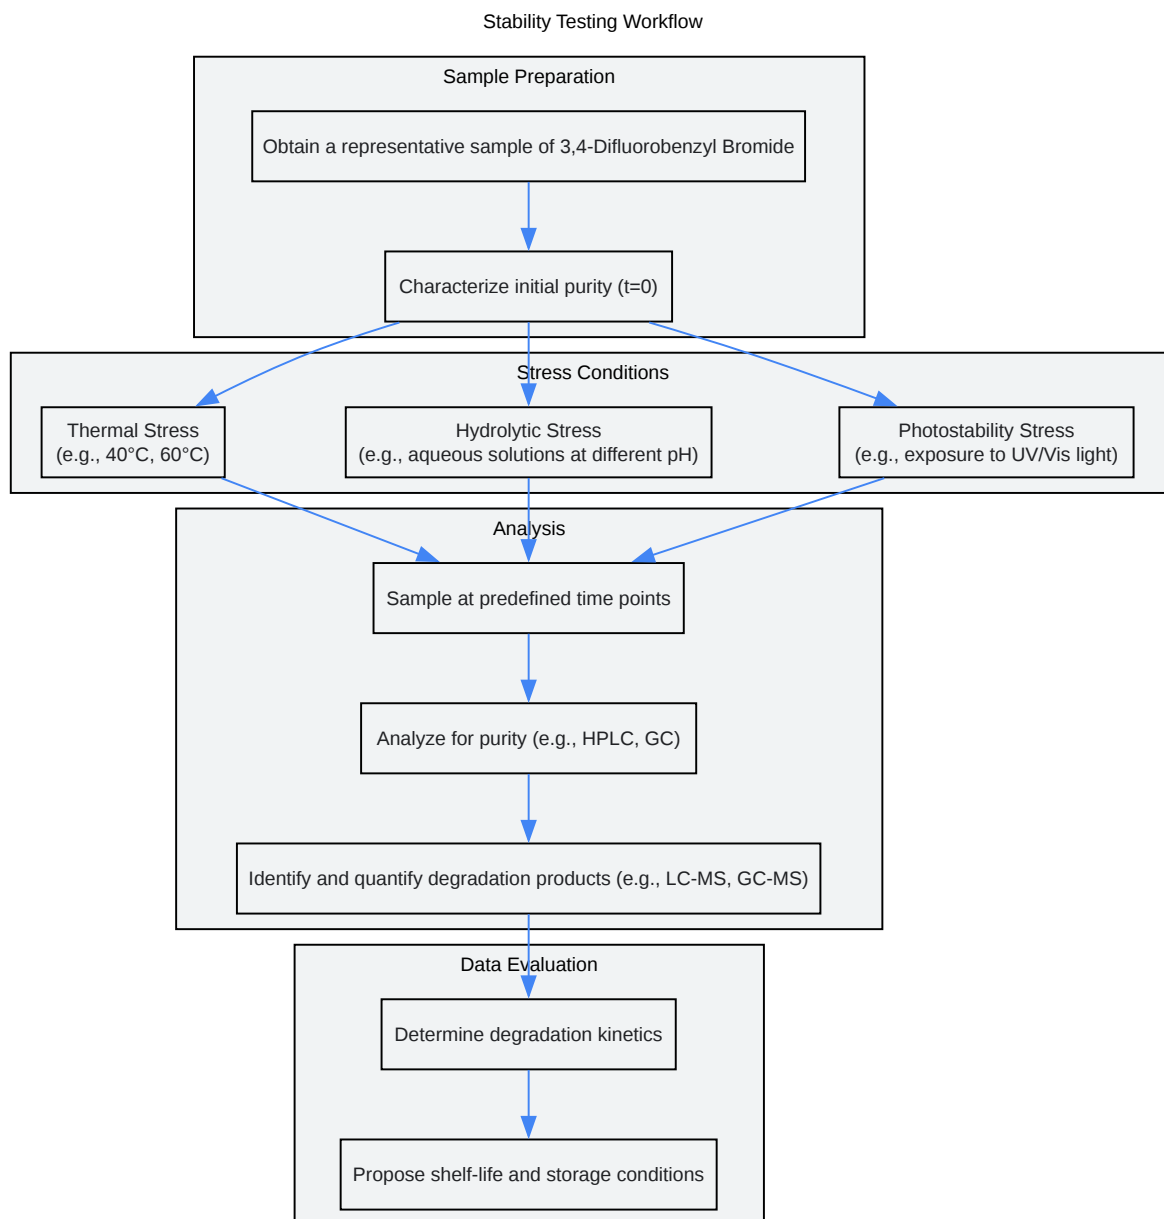 Stability Testing Workflow
Sample Preparation
Obtain a representative sample of 3,4-Difluorobenzyl Bromide
Characterize initial purity (t=0)
Stress Conditions
Thermal Stress
(e.g., 40°C, 60°C)
Hydrolytic Stress
(e.g., aqueous solutions at different pH)
Photostability Stress
(e.g., exposure to UV/Vis light)
Analysis
Sample at predefined time points
Analyze for purity (e.g., HPLC, GC)
Identify and quantify degradation products (e.g., LC-MS, GC-MS)
Data Evaluation
Determine degradation kinetics
Propose shelf-life and storage conditions